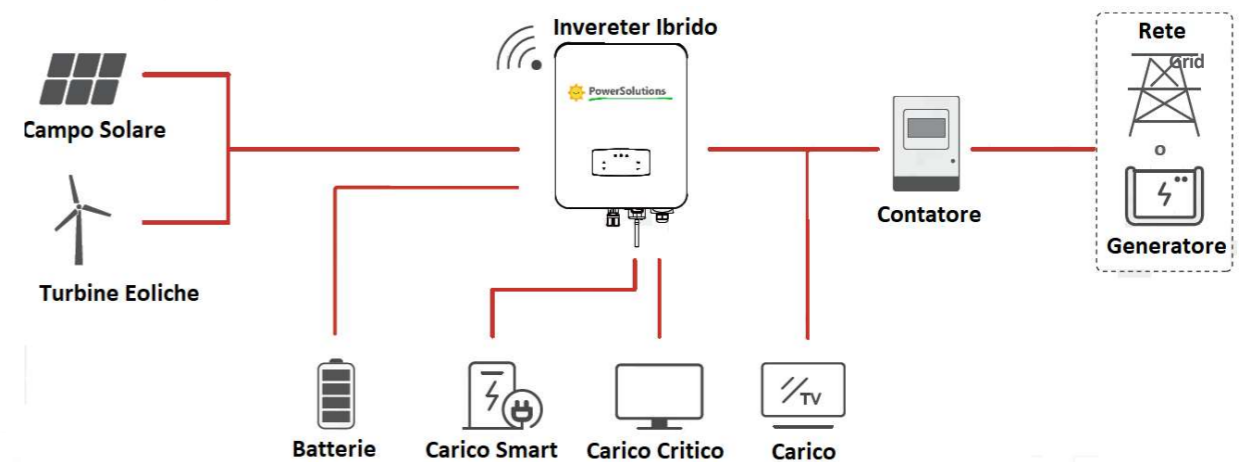 Invereter Ibrido
Rete
Grid
PowerSolutions
Campo Solare
o
Contatore
Generatore
Turbine Eoliche
TV
Batterie
Carico Smart
Carico Critico
Carico